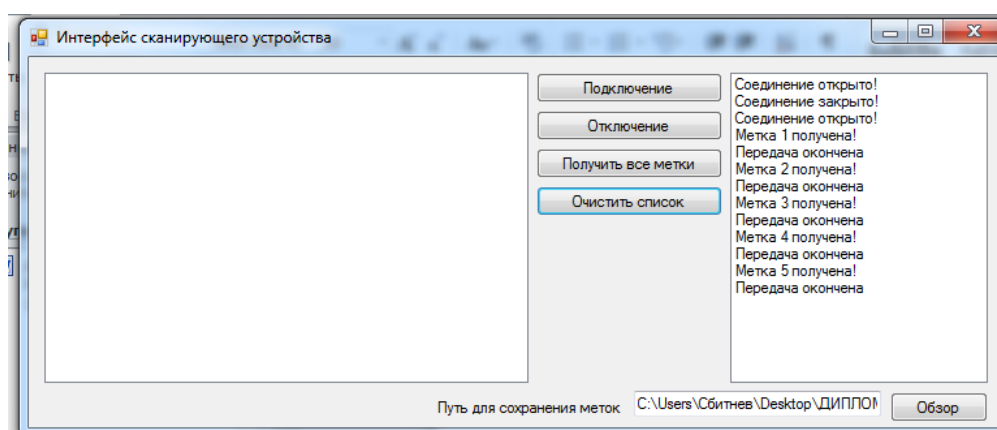 Интерфейс сканирующего устройства
Подключение
Отключение
Получить все метки
Очистить список
Соединение открыто!
Соединение закрыто!
Соединение открыто!
Метка 1 получена!
Передача окончена
Метка 2 получена!
Передача окончена
Метка 3 получена!
Передача окончена
Метка 4 получена!
Передача окончена
Метка 5 получена!
Передача окончена
Путь для сохранения меток
C:\Users\Сбитнев\Desktop\ДИПЛОМ
Обзор